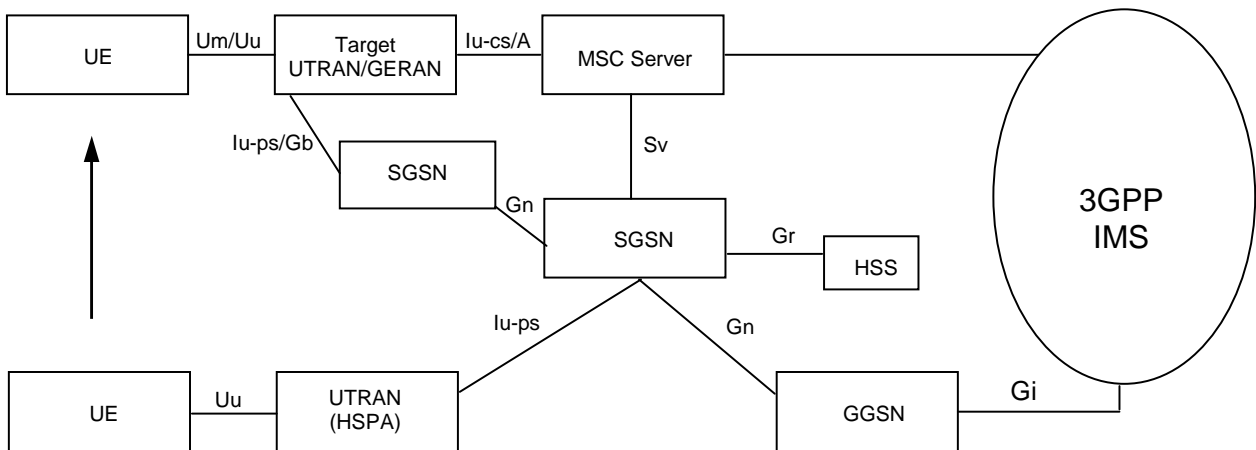 UE
Um/Uu
Target
UTRAN/GERAN
Iu-cs/A
MSC Server
Iu-ps/Gb
SGSN
Sv
Gn
SGSN
Gr
HSS
3GPP
IMS
Iu-ps
Gn
UE
Uu
UTRAN
(HSPA)
GGSN
Gi